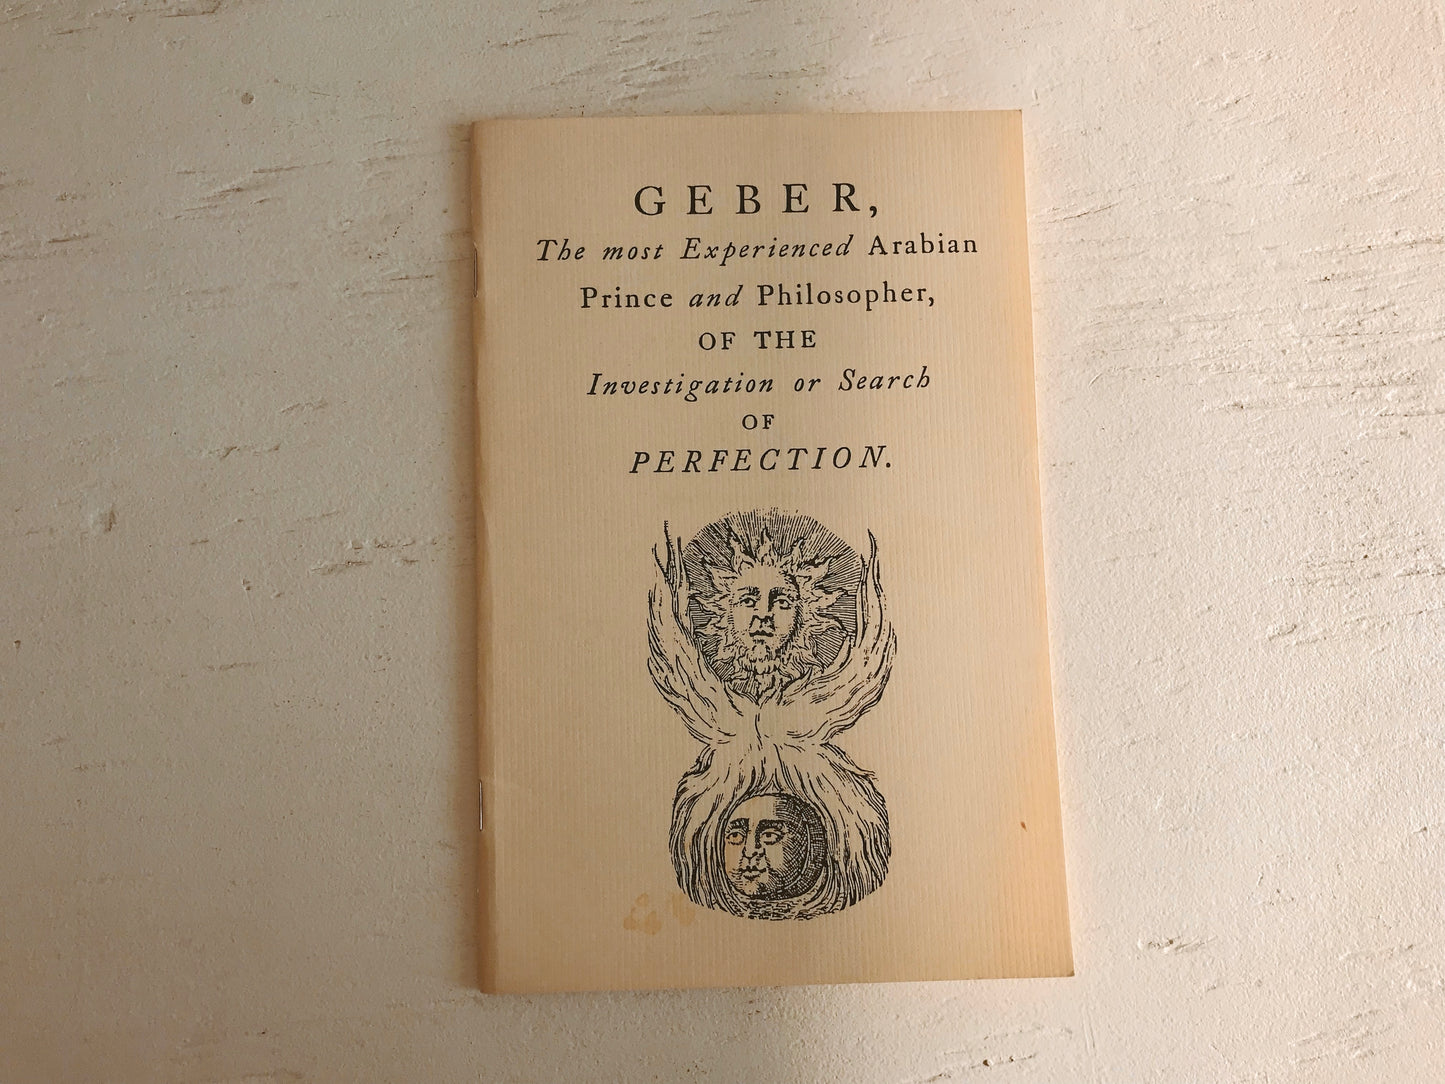 GEBER,
The most Experienced Arabian
Prince and Philosopher,
OF THE
Investigation or Search
OF
PERFECTION.